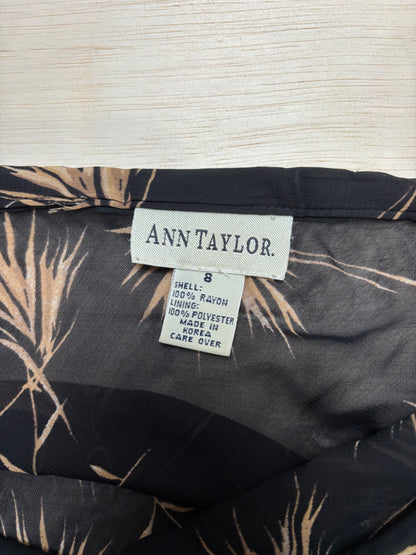 ANN TAYLOR.
8
SHELL:
100% RAYON
LINING:
100% POLYESTER
MADE IN
KOREA
CARE OVER